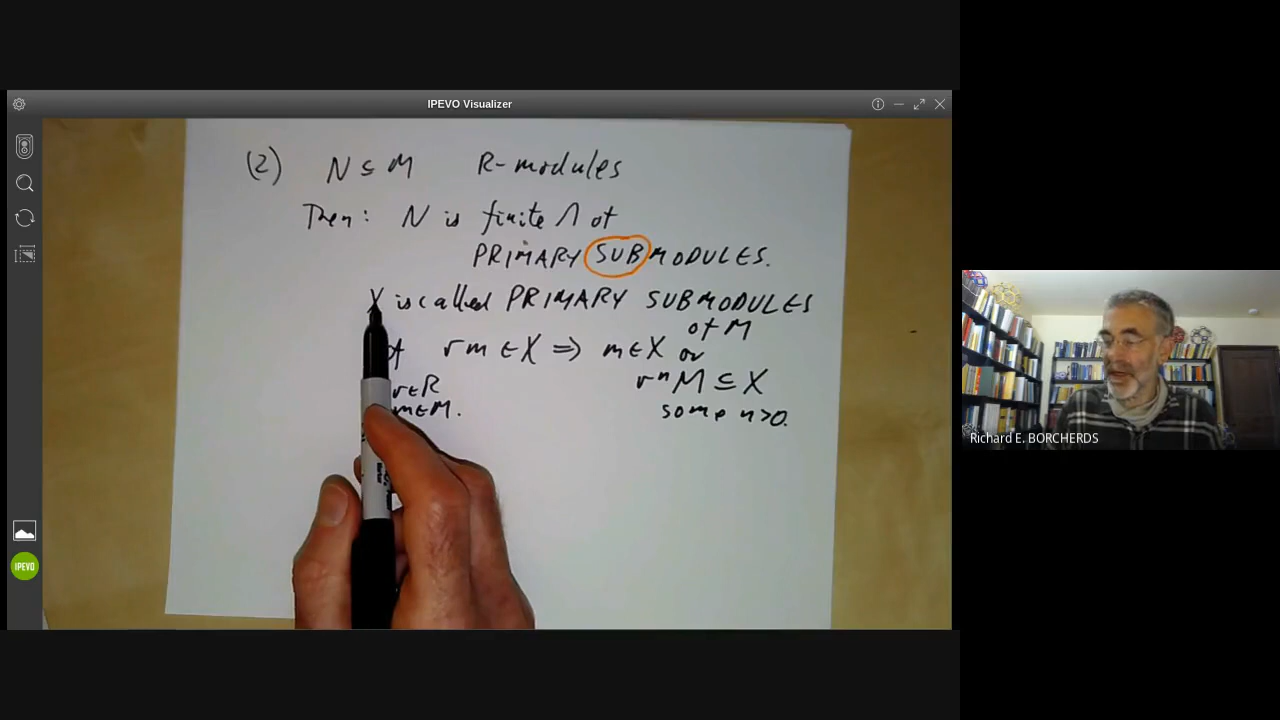 IPEVO Visualizer
(2) N ⊆ M R-modules
Then: N is finite ∩ of
PRIMARY SUBMODULES.
X is called PRIMARY SUBMODULES
of M
if rm ∈ X ⇒ m ∈ X or
r∈R rⁿM ⊆ X
m∈M. some n>0.
IPEVO
Richard E. BORCHERDS